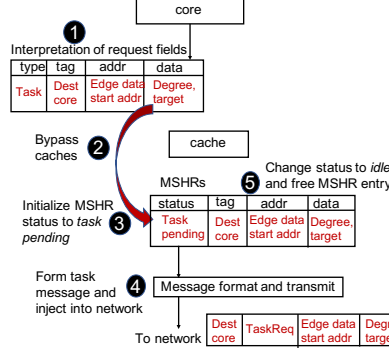 core
1
Interpretation of request fields
type tag addr data
Task Dest core Edge data start addr Degree, target
Bypass caches
2
cache
5
Change status to idle and free MSHR entry
MSHRs
status tag addr data
Initialize MSHR status to task pending
3
Task pending Dest core Edge data start addr Degree, target
Form task message and inject into network
4
Message format and transmit
To network
Dest core TaskReq Edge data start addr
target